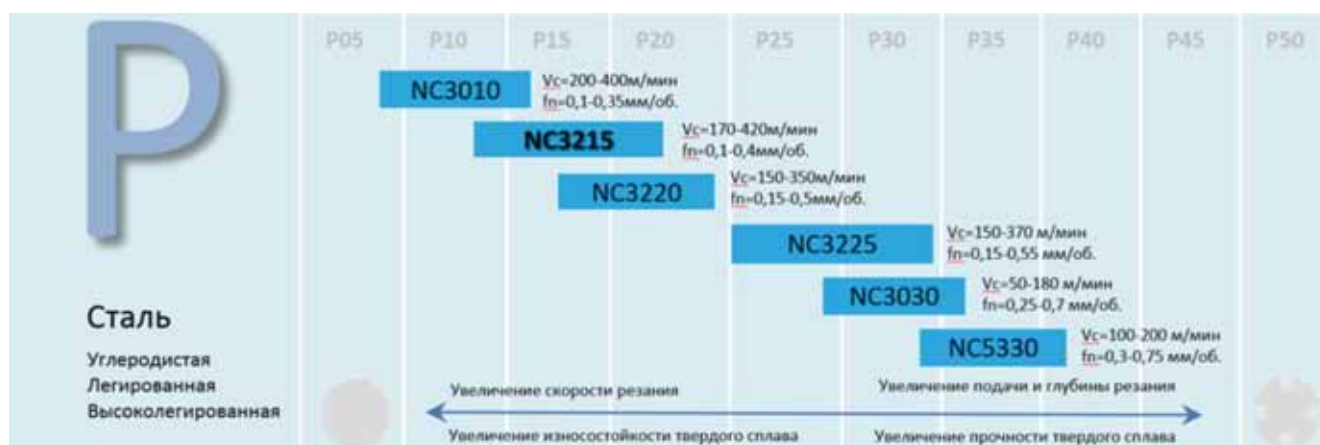 P
P05 P10 P15 P20 P25 P30 P35 P40 P45 P50
NC3010
Vc=200-400м/мин
fn=0,1-0,35мм/об.
NC3215
Vc=170-420м/мин
fn=0,1-0,4мм/об.
NC3220
Vc=150-350м/мин
fn=0,15-0,5мм/об.
NC3225
Vc=150-370 м/мин
fn=0,15-0,55 мм/об.
NC3030
Vc=50-180 м/мин
fn=0,25-0,7 мм/об.
NC5330
Vc=100-200 м/мин
fn=0,3-0,75 мм/об.
Сталь
Углеродистая
Легированная
Высоколегированная
Увеличение скорости резания
Увеличение подачи и глубины резания
Увеличение износостойкости твердого сплава
Увеличение прочности твердого сплава